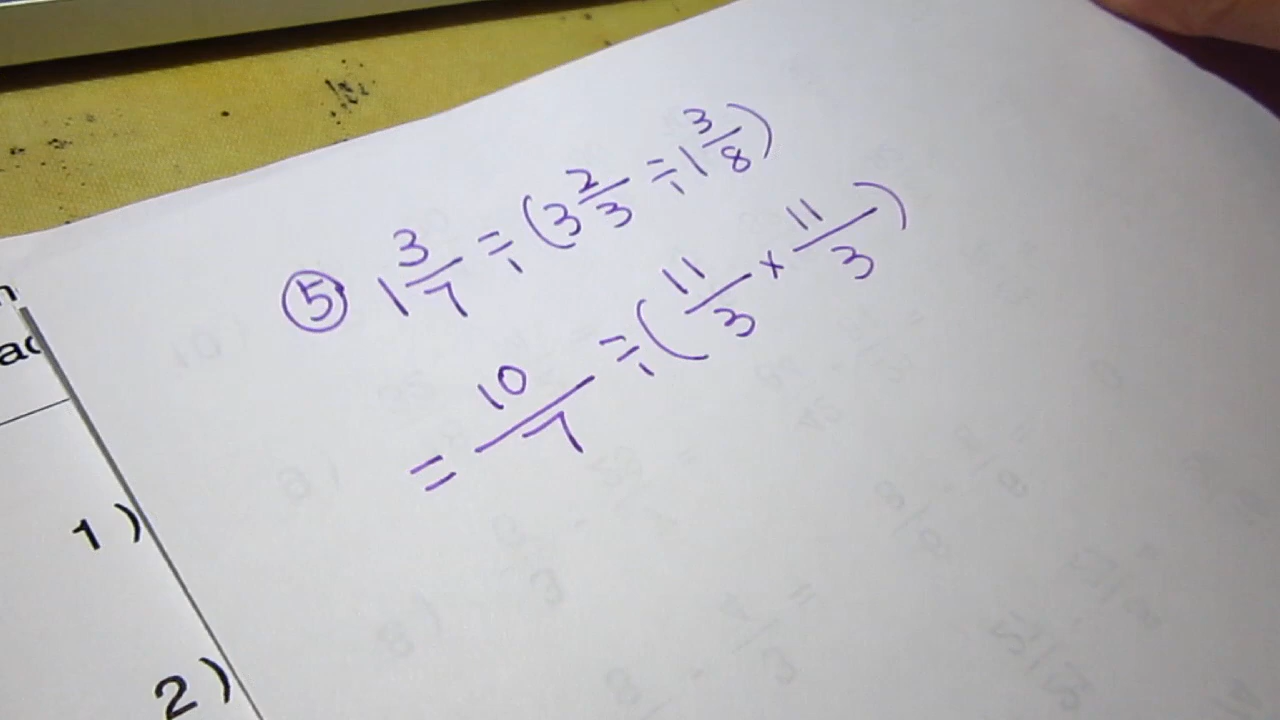 ⑤ 1 3/7 ÷ (3 2/3 ÷ 1 3/8)
= 10/7 ÷ (11/3 × 11/3)
1)
2)